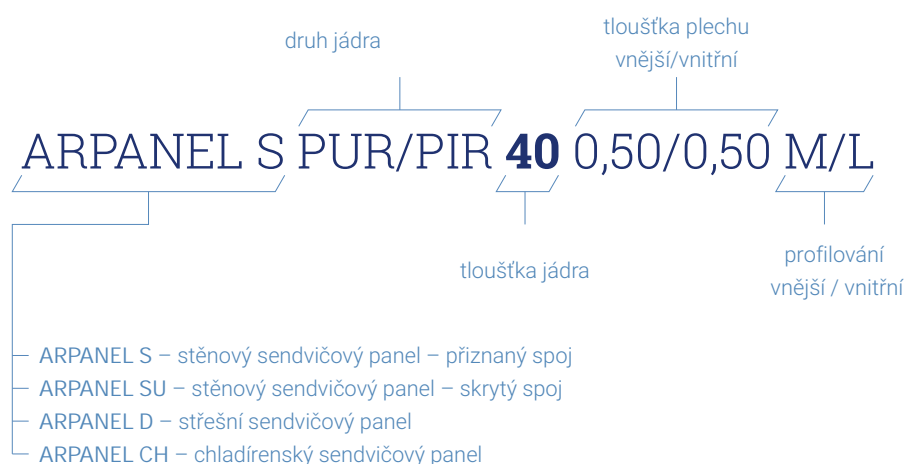 druh jádra
tloušťka plechu
vnější/vnitřní
ARPANEL S PUR/PIR 40 0,50/0,50 M/L
tloušťka jádra
profilování
vnější / vnitřní
ARPANEL S – stěnový sendvičový panel – přiznaný spoj
ARPANEL SU – stěnový sendvičový panel – skrytý spoj
ARPANEL D – střešní sendvičový panel
ARPANEL CH – chladírenský sendvičový panel